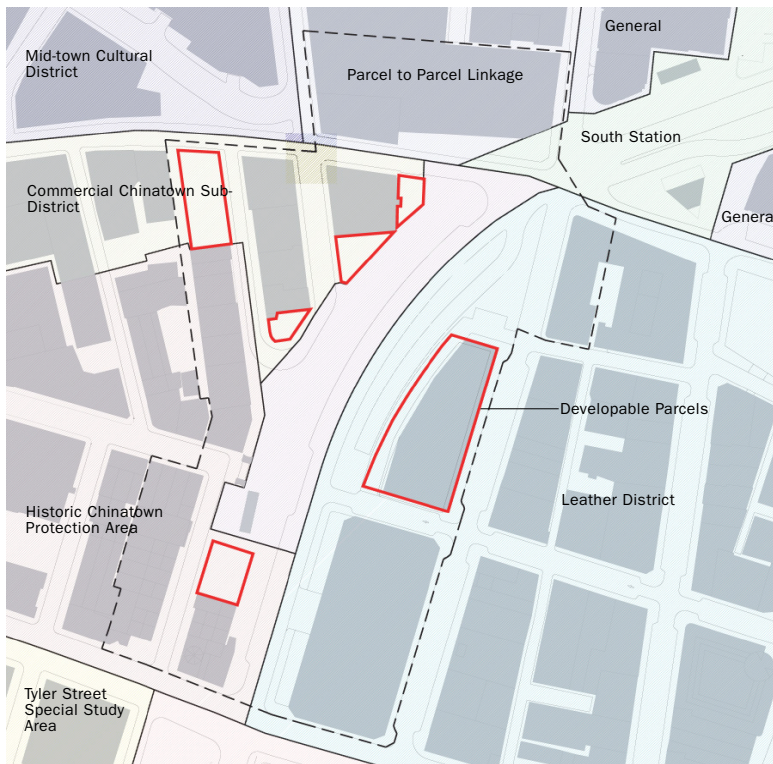 General
Mid-town Cultural
District
Parcel to Parcel Linkage
South Station
Commercial Chinatown Sub-
District
Genera
Developable Parcels
Leather District
Historic Chinatown
Protection Area
Tyler Street
Special Study
Area